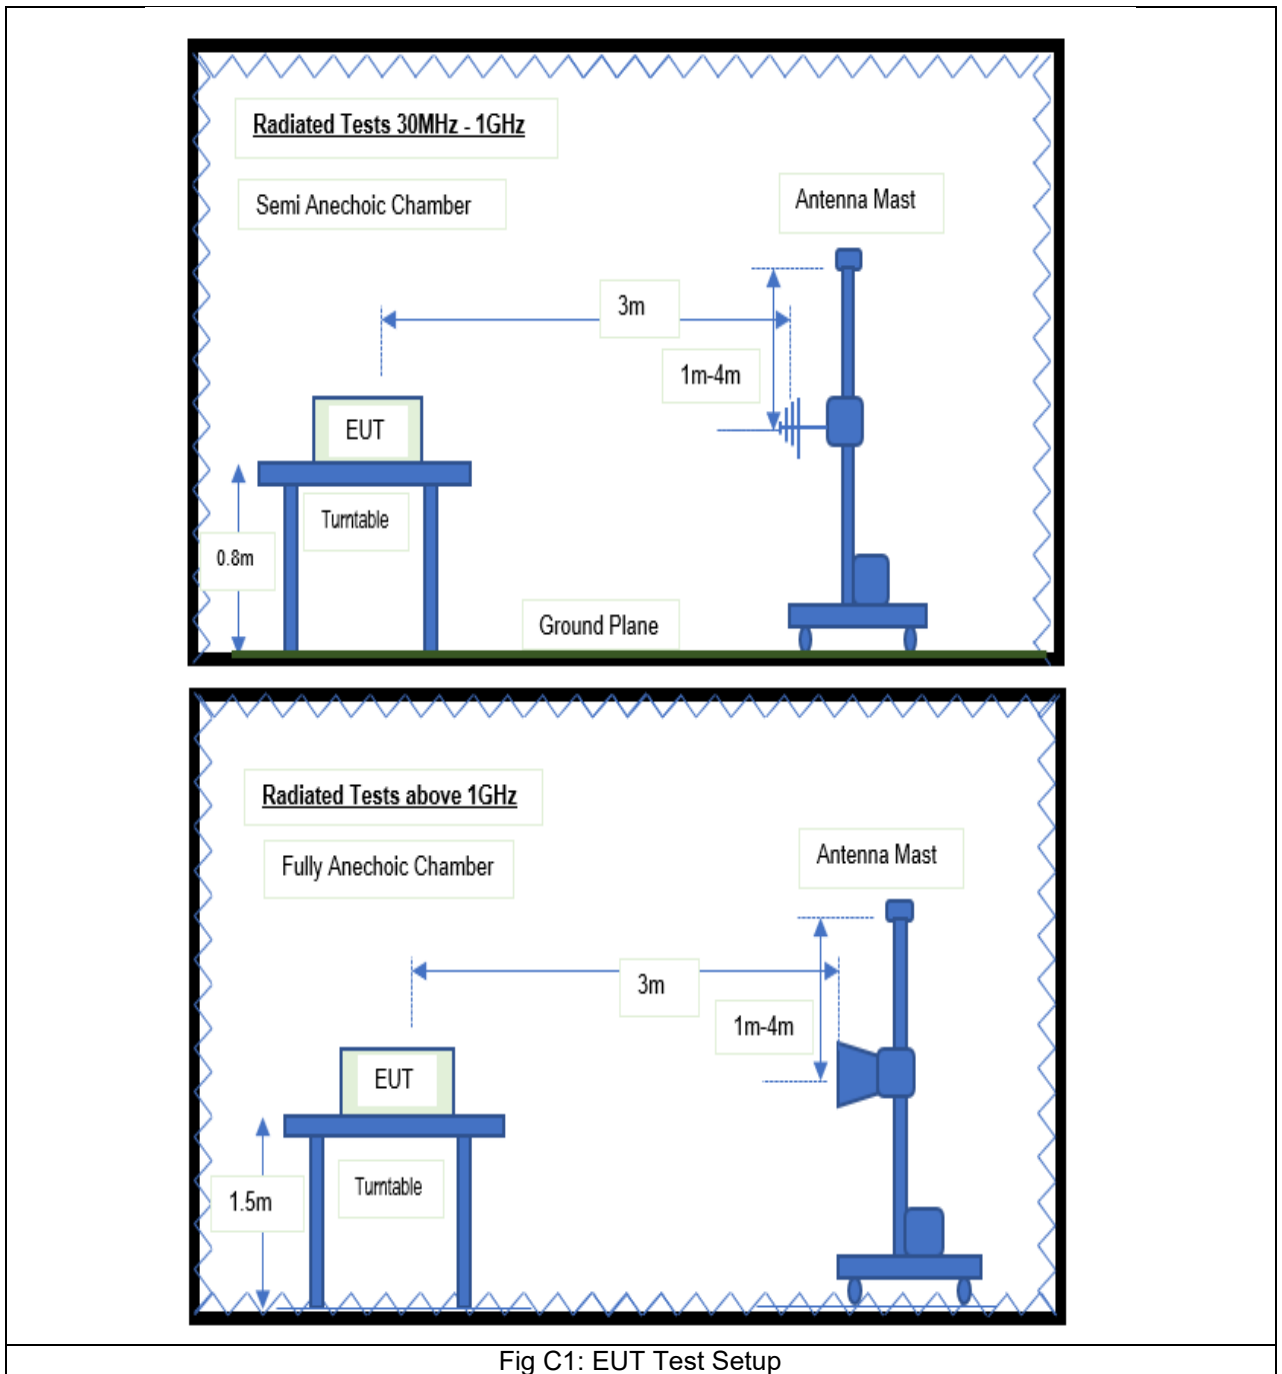 Radiated Tests 30MHz - 1GHz
Semi Anechoic Chamber
Antenna Mast
3m
1m-4m
EUT
Turntable
0.8m
Ground Plane
Radiated Tests above 1GHz
Fully Anechoic Chamber
Antenna Mast
3m
1m-4m
EUT
Turntable
1.5m
Fig C1: EUT Test Setup